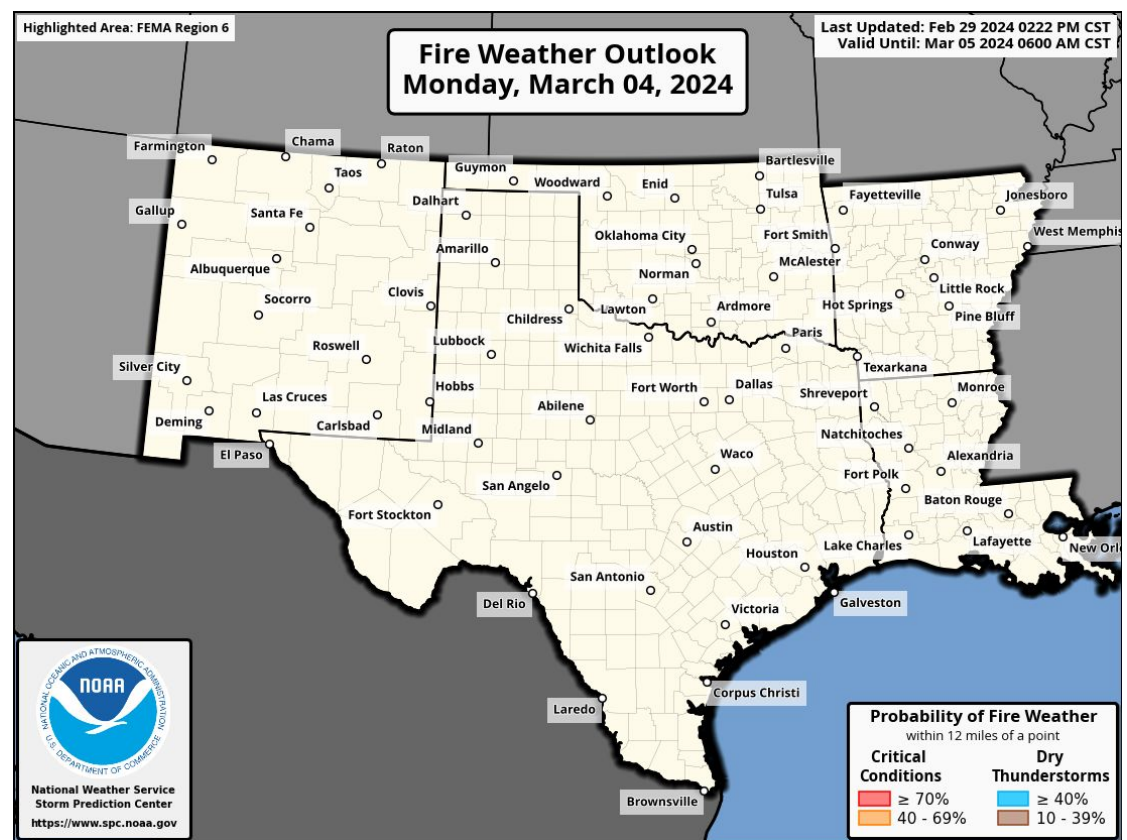 Highlighted Area: FEMA Region 6
Last Updated: Feb 29 2024 0222 PM CST
Valid Until: Mar 05 2024 0600 AM CST
Fire Weather Outlook
Monday, March 04, 2024
Farmington
Chama
Raton
Taos
Guymon
Woodward
Enid
Bartlesville
Tulsa
Fayetteville
Jonesboro
Gallup
Santa Fe
Dalhart
Amarillo
Oklahoma City
Fort Smith
Conway
West Memphis
Albuquerque
Norman
McAlester
Little Rock
Socorro
Clovis
Childress
Lawton
Ardmore
Hot Springs
Pine Bluff
Roswell
Lubbock
Wichita Falls
Paris
Texarkana
Silver City
Hobbs
Fort Worth
Dallas
Shreveport
Monroe
Las Cruces
Deming
Carlsbad
Midland
Abilene
Natchitoches
El Paso
San Angelo
Waco
Fort Polk
Alexandria
Fort Stockton
Baton Rouge
Austin
Houston
Lake Charles
Lafayette
New Orl
San Antonio
Del Rio
Galveston
Victoria
Laredo
Corpus Christi
Brownsville
NATIONAL OCEANIC AND ATMOSPHERIC ADMINISTRATION
NOAA
U.S. DEPARTMENT OF COMMERCE
National Weather Service
Storm Prediction Center
https://www.spc.noaa.gov
Probability of Fire Weather
within 12 miles of a point
Critical
Conditions
≥ 70%
40 - 69%
Dry
Thunderstorms
≥ 40%
10 - 39%